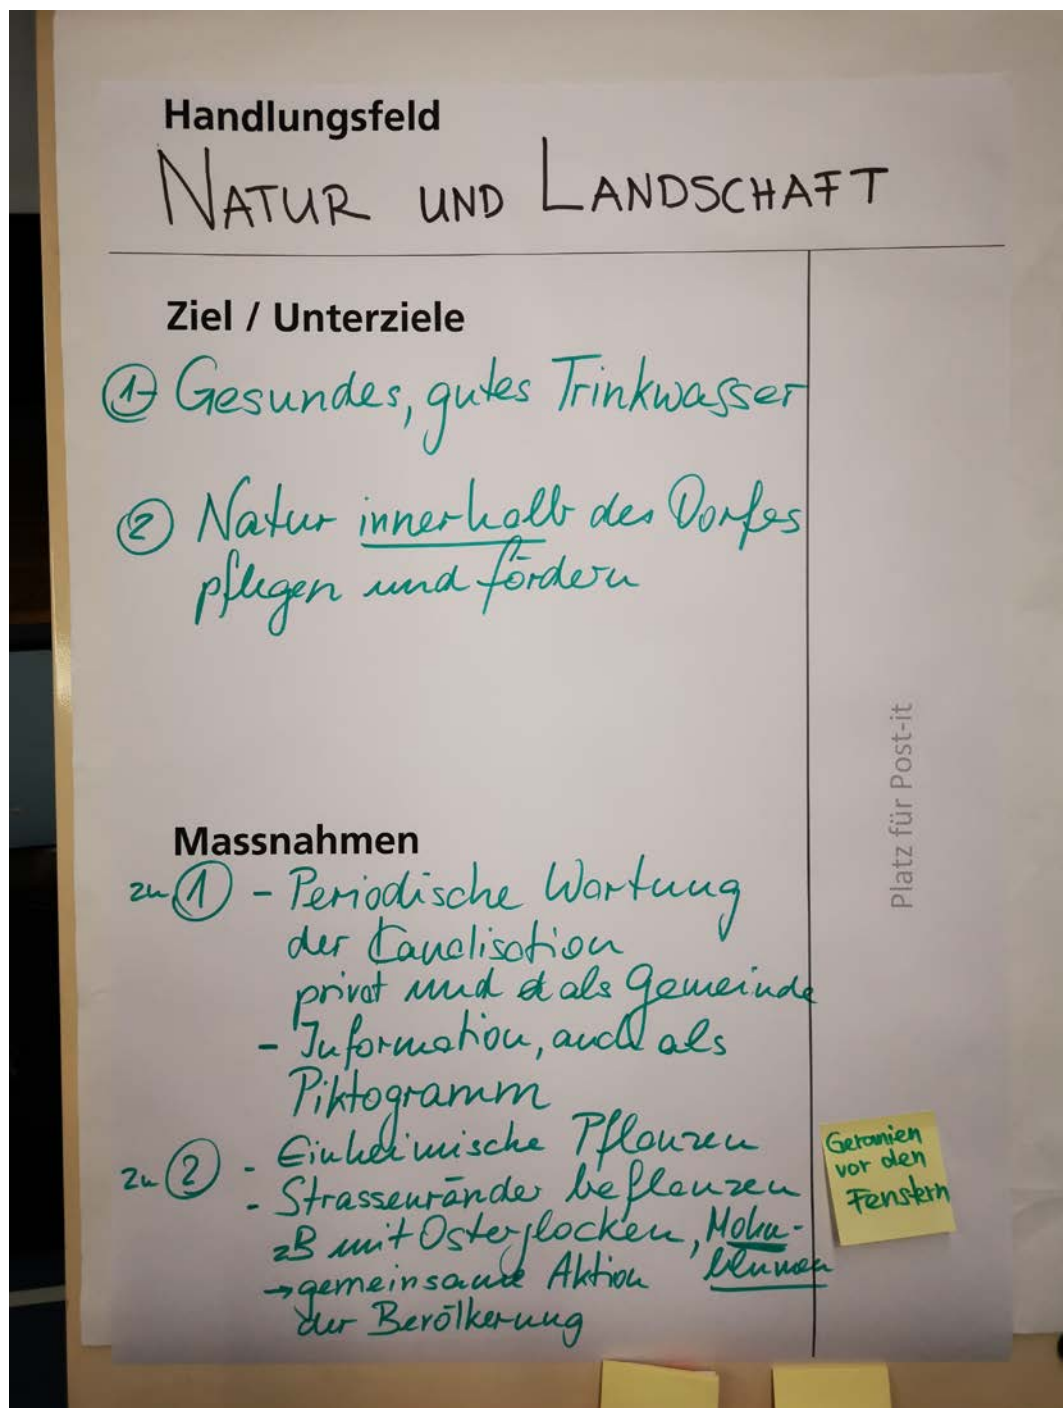 Handlungsfeld
NATUR UND LANDSCHAFT
Ziel / Unterziele
1 Gesundes, gutes Trinkwasser
2 Natur innerhalb des Dorfes
pflegen und fördern
Platz für Post-it
Massnahmen
zu 1 - Periodische Wartung
der Kanalisation
privat und als Gemeinde
- Information, auch als
Piktogramm
zu 2 - Einheimische Pflanzen
- Strassenränder beflanzen
zB mit Osterglocken, Mohn-
→ gemeinsame Aktion blumen
der Bevölkerung
Geranien
vor den
Fenstern